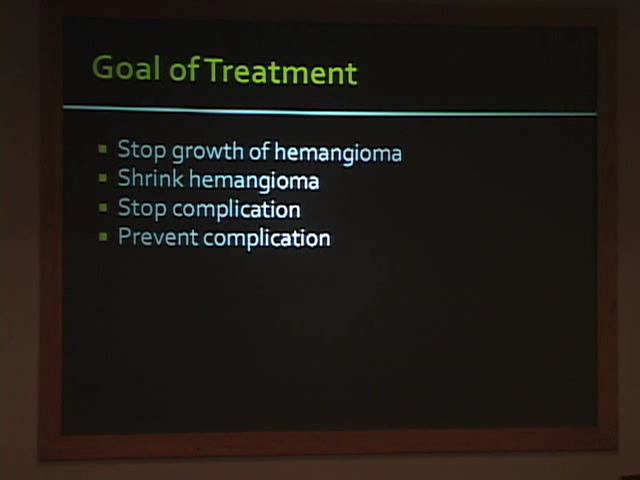 Goal of Treatment
Stop growth of hemangioma
Shrink hemangioma
Stop complication
Prevent complication